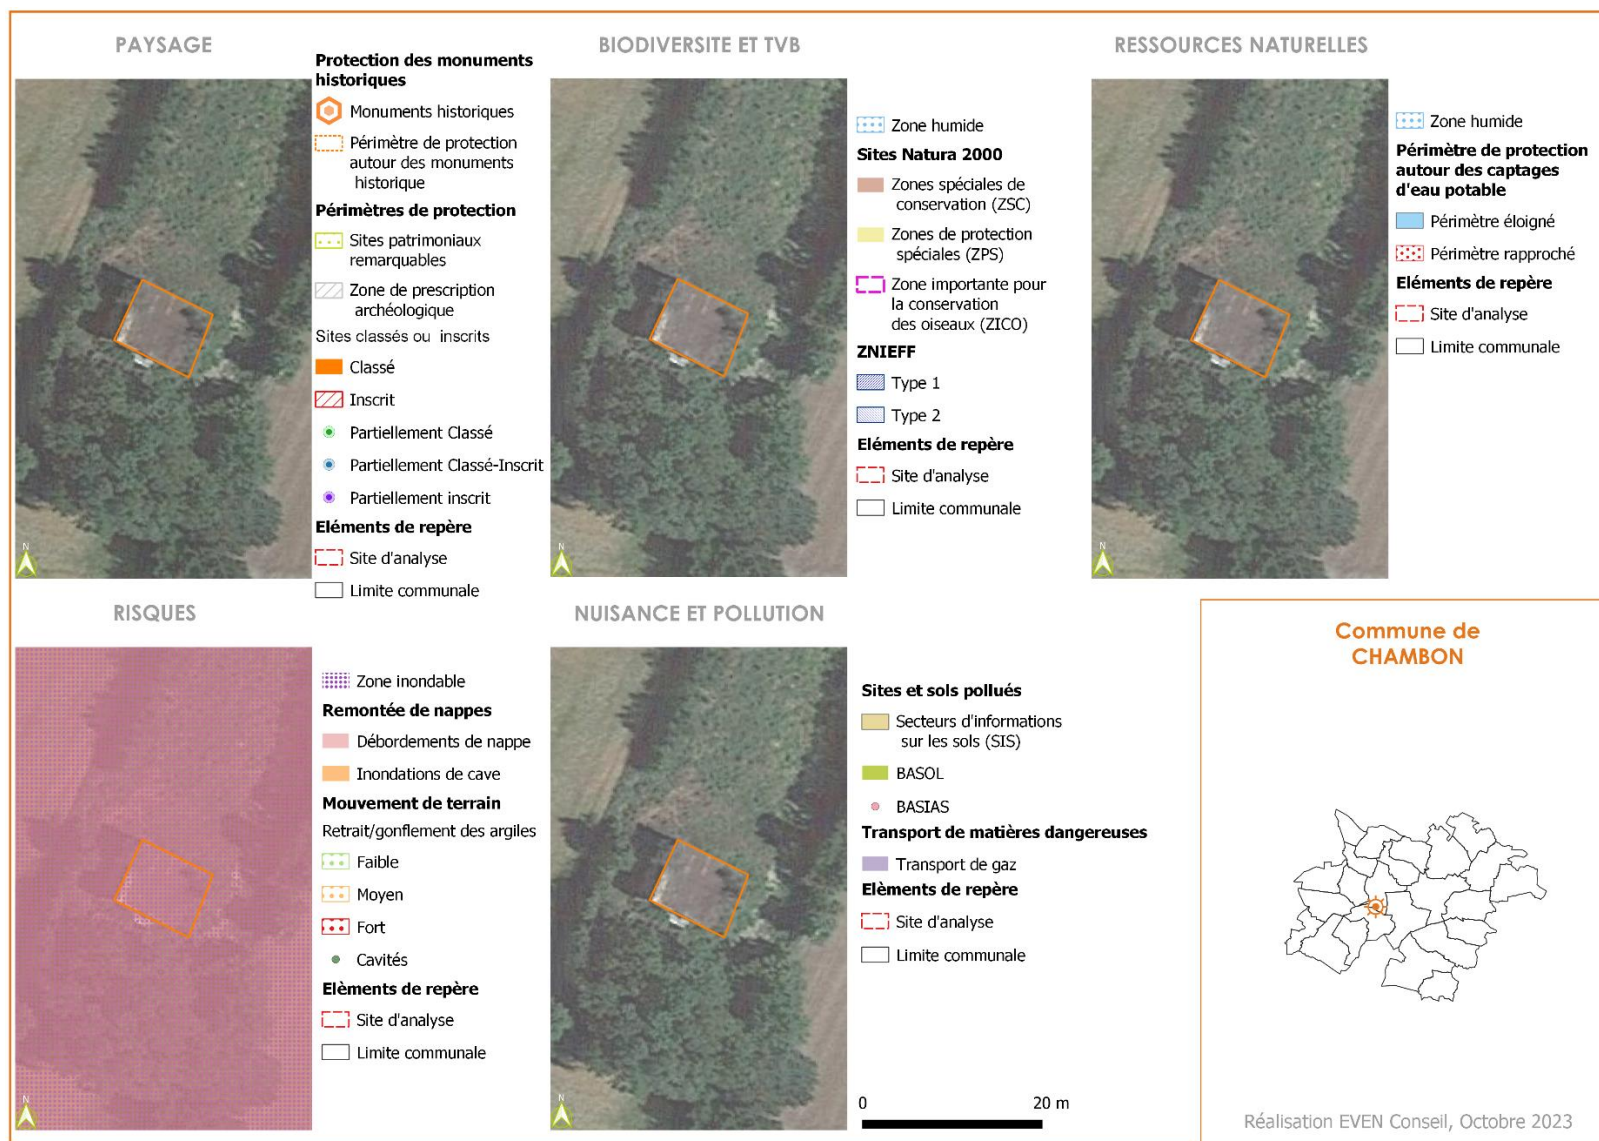 PAYSAGE
Protection des monuments
historiques
Monuments historiques
Périmètre de protection
autour des monuments
historique
Périmètres de protection
Sites patrimoniaux
remarquables
Zone de prescription
archéologique
Sites classés ou inscrits
Classé
Inscrit
Partiellement Classé
Partiellement Classé-Inscrit
Partiellement inscrit
Eléments de repère
Site d'analyse
Limite communale
N
BIODIVERSITE ET TVB
Zone humide
Sites Natura 2000
Zones spéciales de
conservation (ZSC)
Zones de protection
spéciales (ZPS)
Zone importante pour
la conservation
des oiseaux (ZICO)
ZNIEFF
Type 1
Type 2
Eléments de repère
Site d'analyse
Limite communale
N
RESSOURCES NATURELLES
Zone humide
Périmètre de protection
autour des captages
d'eau potable
Périmètre éloigné
Périmètre rapproché
Eléments de repère
Site d'analyse
Limite communale
N
RISQUES
Zone inondable
Remontée de nappes
Débordements de nappe
Inondations de cave
Mouvement de terrain
Retrait/gonflement des argiles
Faible
Moyen
Fort
Cavités
Elèments de repère
Site d'analyse
Limite communale
N
NUISANCE ET POLLUTION
Sites et sols pollués
Secteurs d'informations
sur les sols (SIS)
BASOL
BASIAS
Transport de matières dangereuses
Transport de gaz
Elèments de repère
Site d'analyse
Limite communale
N
0 20 m
Commune de
CHAMBON
Réalisation EVEN Conseil, Octobre 2023